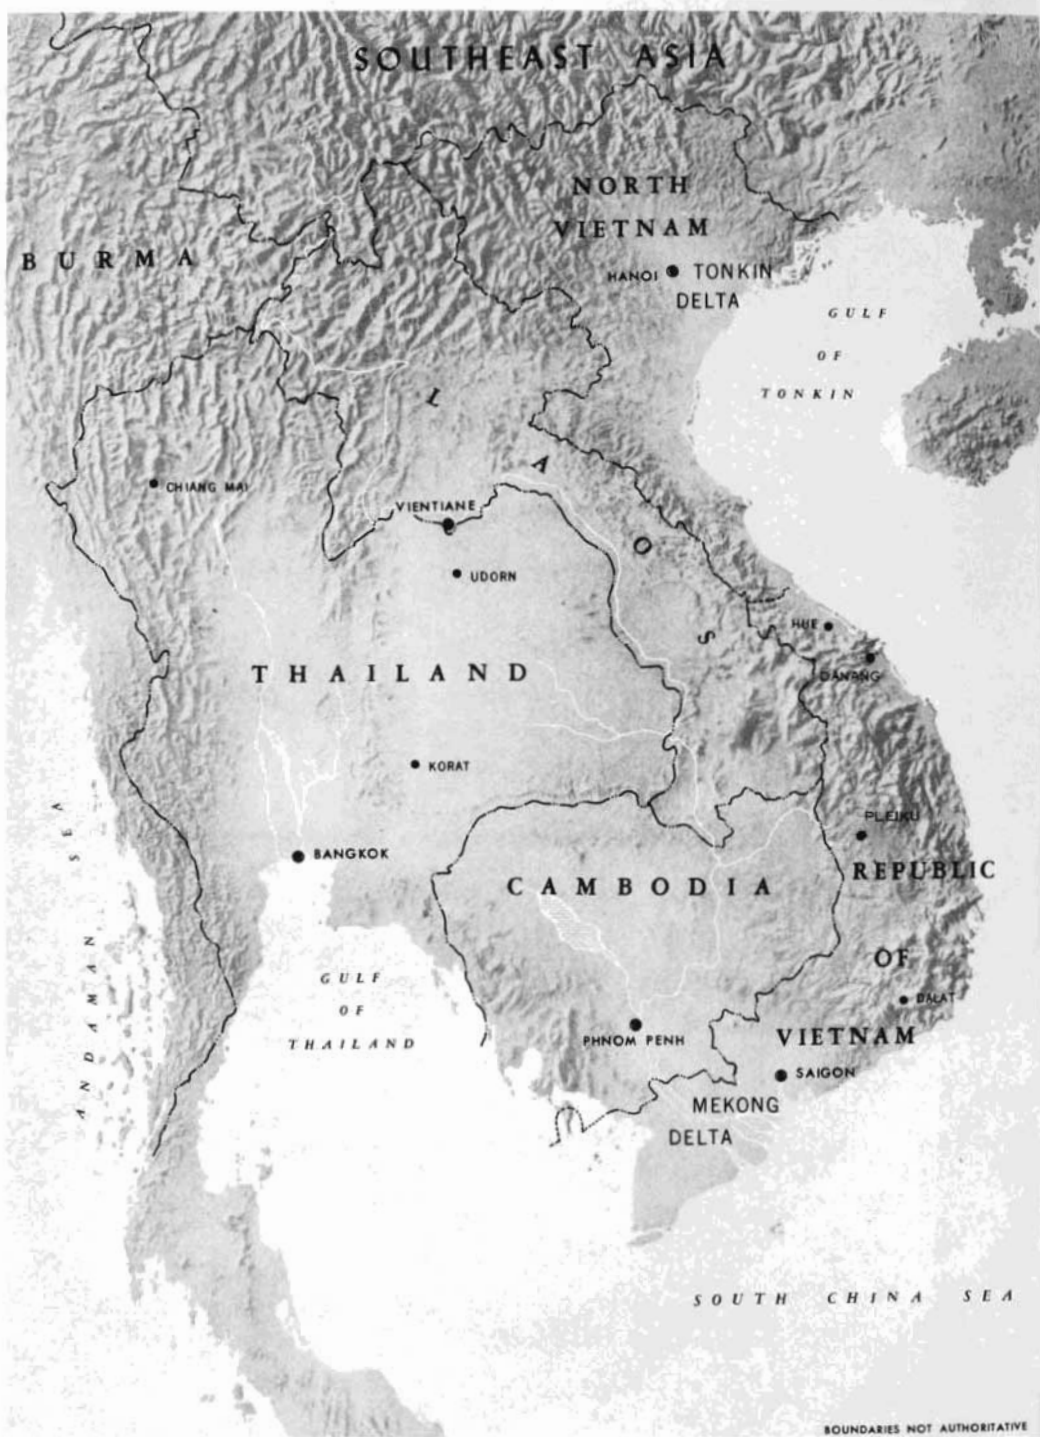 SOUTHEAST ASIA
NORTH
VIETNAM
BURMA
HANOI
TONKIN
DELTA
GULF
OF
TONKIN
LAOS
CHIANG MAI
VIENTIANE
UDORN
HUE
DANANG
THAILAND
KORAT
ANDAMAN SEA
PLEIKU
BANGKOK
REPUBLIC
CAMBODIA
OF
GULF
OF
THAILAND
DALAT
PHNOM PENH
VIETNAM
SAIGON
MEKONG
DELTA
SOUTH CHINA SEA
BOUNDARIES NOT AUTHORITATIVE